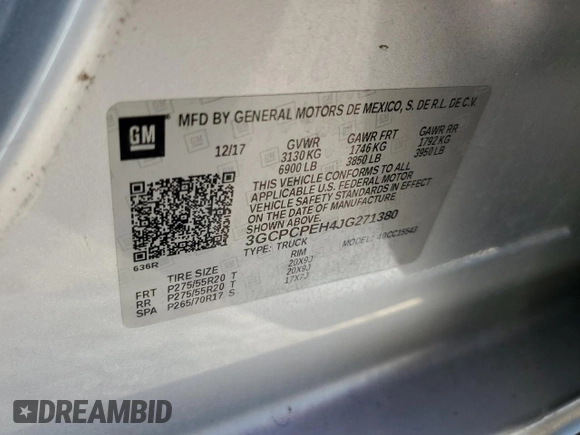 GM
MFD BY GENERAL MOTORS DE MEXICO, S. DE R.L. DE C.V.
12/17 GVWR GAWR FRT GAWR RR
3130 KG 1746 KG 1792 KG
6900 LB 3850 LB 3950 LB
THIS VEHICLE CONFORMS TO ALL
APPLICABLE U.S. FEDERAL MOTOR
VEHICLE SAFETY STANDARDS IN EFFECT
ON THE DATE OF MANUFACTURE
SHOWN ABOVE.
3GCPCPEH4JG271380
TYPE: TRUCK MODEL: 1SCC15543
636R
TIRE SIZE RIM
FRT P275/55R20 T 20X9J
RR P275/55R20 T 20X9J
SPA P265/70R17 S 17X7J
DREAMBID